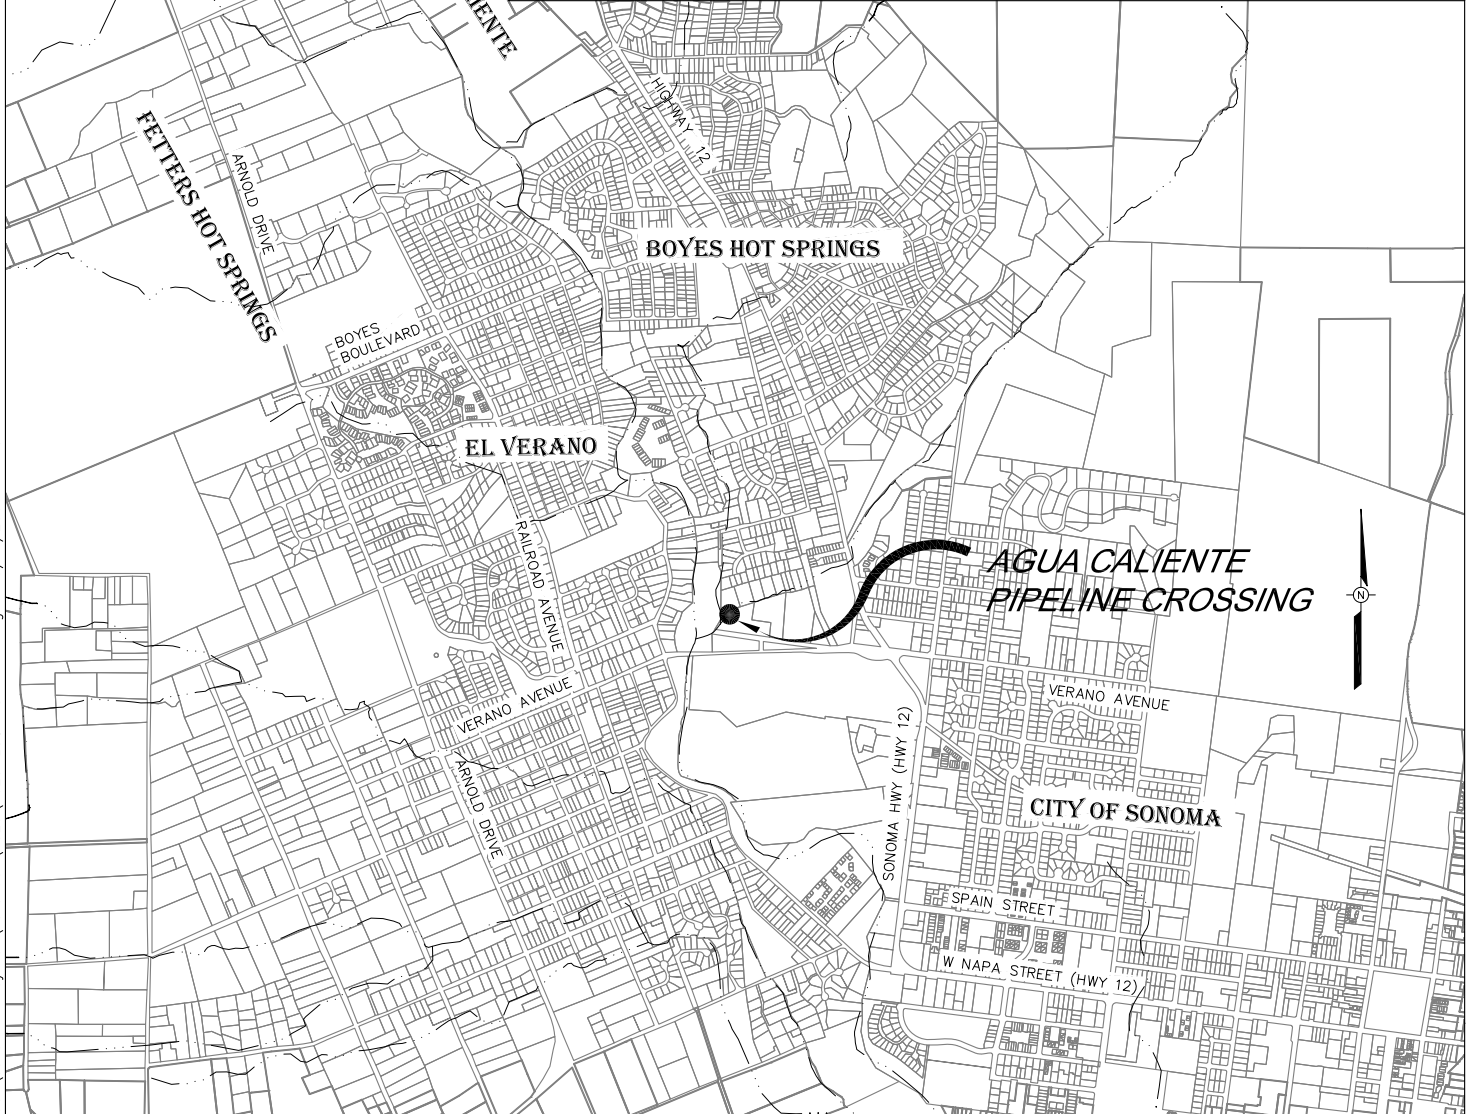 IENTE
HIGHWAY 12
FETTERS HOT SPRINGS
ARNOLD DRIVE
BOYES HOT SPRINGS
BOYES
BOULEVARD
EL VERANO
RAILROAD AVENUE
AGUA CALIENTE
PIPELINE CROSSING
N
VERANO AVENUE
VERANO AVENUE
SONOMA HWY (HWY 12)
ARNOLD DRIVE
CITY OF SONOMA
SPAIN STREET
W NAPA STREET (HWY 12)